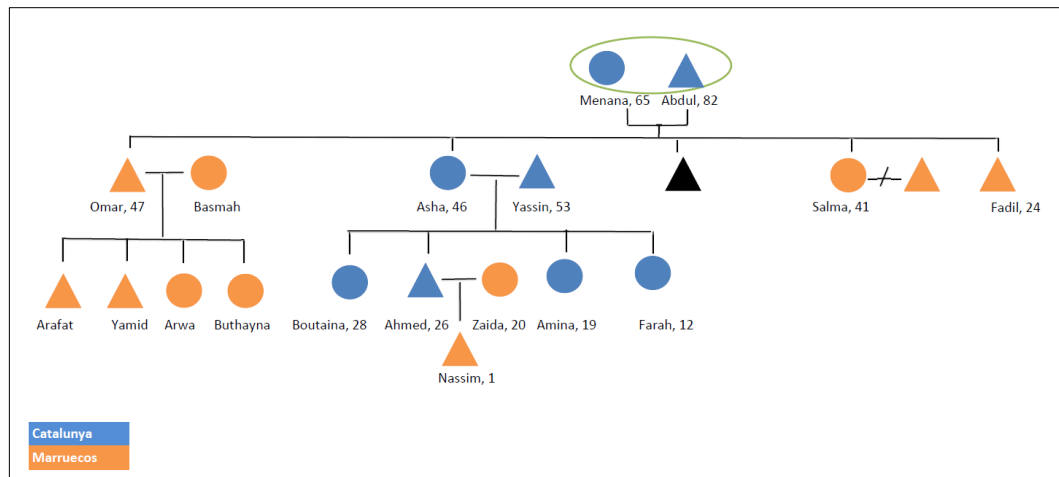 Menana, 65 Abdul, 82
Omar, 47 Basmah Asha, 46 Yassin, 53 Salma, 41 Fadil, 24
Arafat Yamid Arwa Buthayna Boutaina, 28 Ahmed, 26 Zaida, 20 Amina, 19 Farah, 12
Nassim, 1
Catalunya
Marruecos